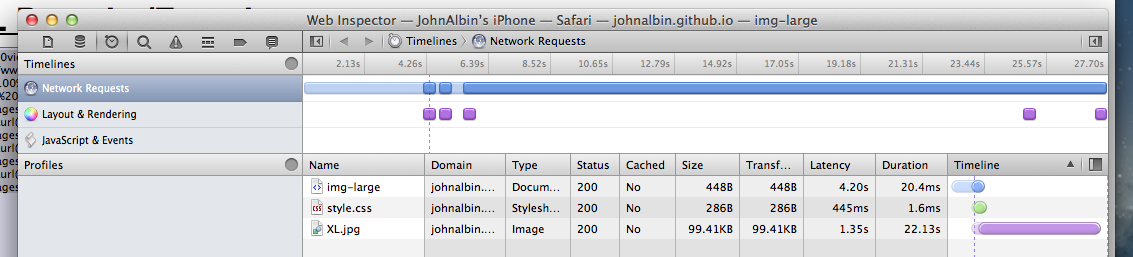 Web Inspector — JohnAlbin's iPhone — Safari — johnalbin.github.io — img-large
Timelines Network Requests
Timelines 2.13s 4.26s 6.39s 8.52s 10.65s 12.79s 14.92s 17.05s 19.18s 21.31s 23.44s 25.57s 27.70s
Network Requests
Layout & Rendering
JavaScript & Events
Profiles Name Domain Type Status Cached Size Transf... Latency Duration Timeline
img-large johnalbin.... Docum... 200 No 448B 448B 4.20s 20.4ms
style.css johnalbin.... Stylesh... 200 No 286B 286B 445ms 1.6ms
XL.jpg johnalbin.... Image 200 No 99.41KB 99.41KB 1.35s 22.13s